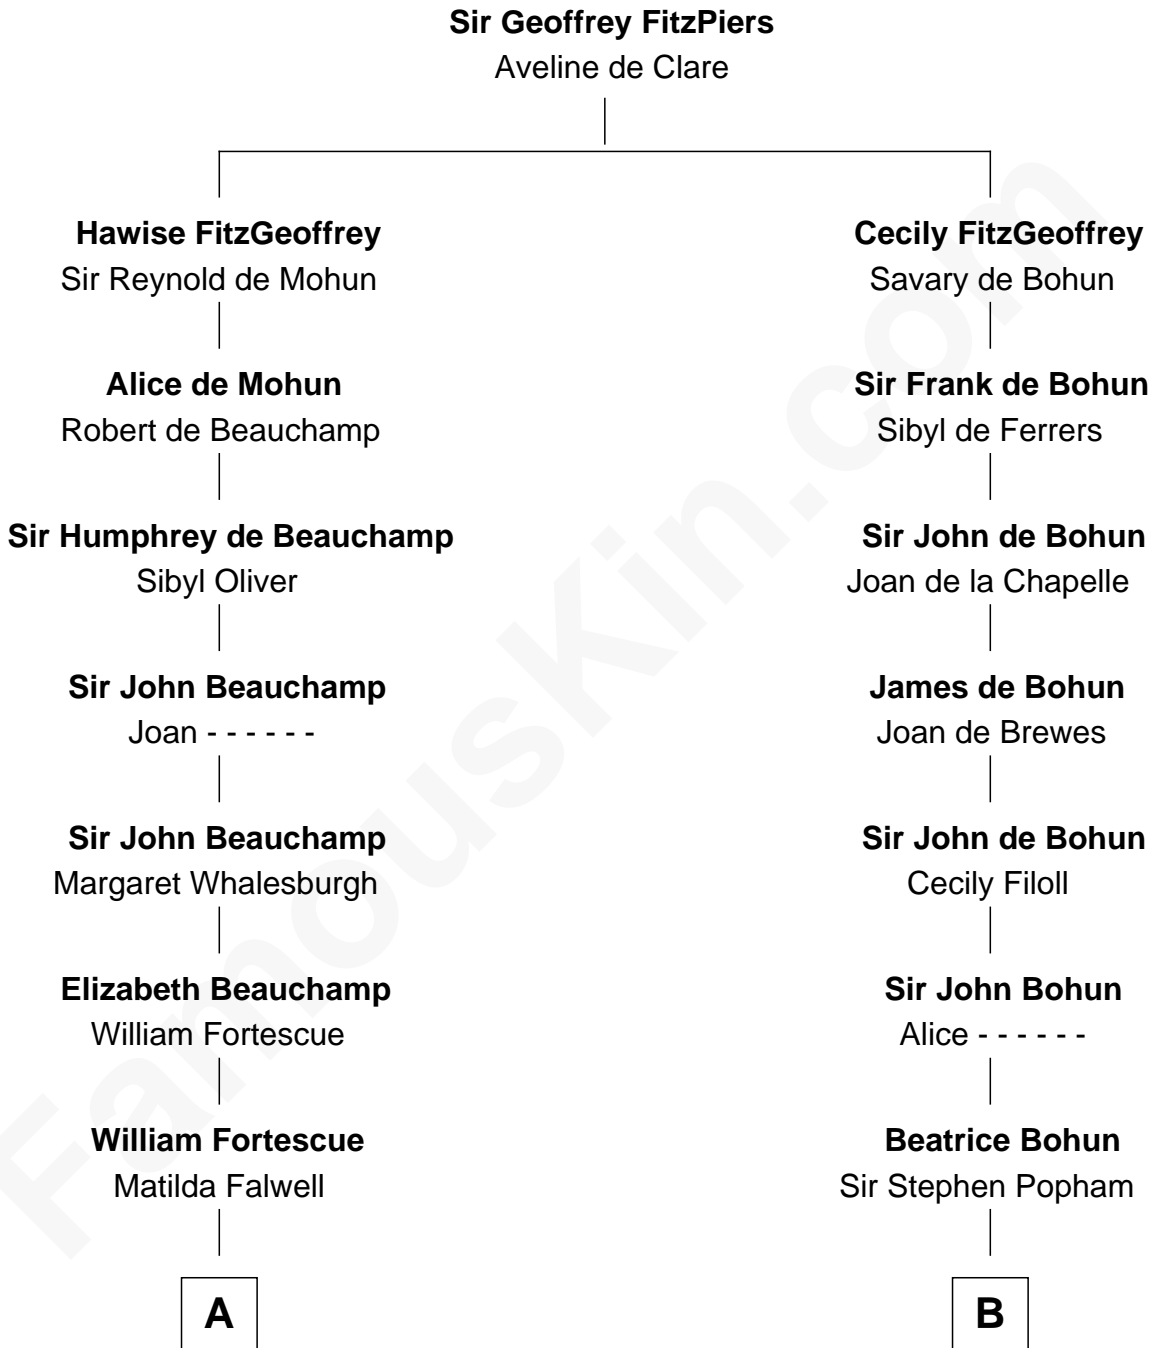 Sir Geoffrey FitzPiers
Aveline de Clare
Hawise FitzGeoffrey
Sir Reynold de Mohun
Cecily FitzGeoffrey
Savary de Bohun
Alice de Mohun
Robert de Beauchamp
Sir Frank de Bohun
Sibyl de Ferrers
Sir Humphrey de Beauchamp
Sibyl Oliver
Sir John de Bohun
Joan de la Chapelle
Sir John Beauchamp
Joan - - - - - -
James de Bohun
Joan de Brewes
Sir John Beauchamp
Margaret Whalesburgh
Sir John de Bohun
Cecily Filoll
Elizabeth Beauchamp
William Fortescue
Sir John Bohun
Alice - - - - - -
William Fortescue
Matilda Falwell
Beatrice Bohun
Sir Stephen Popham
A
B
FamousKin.com